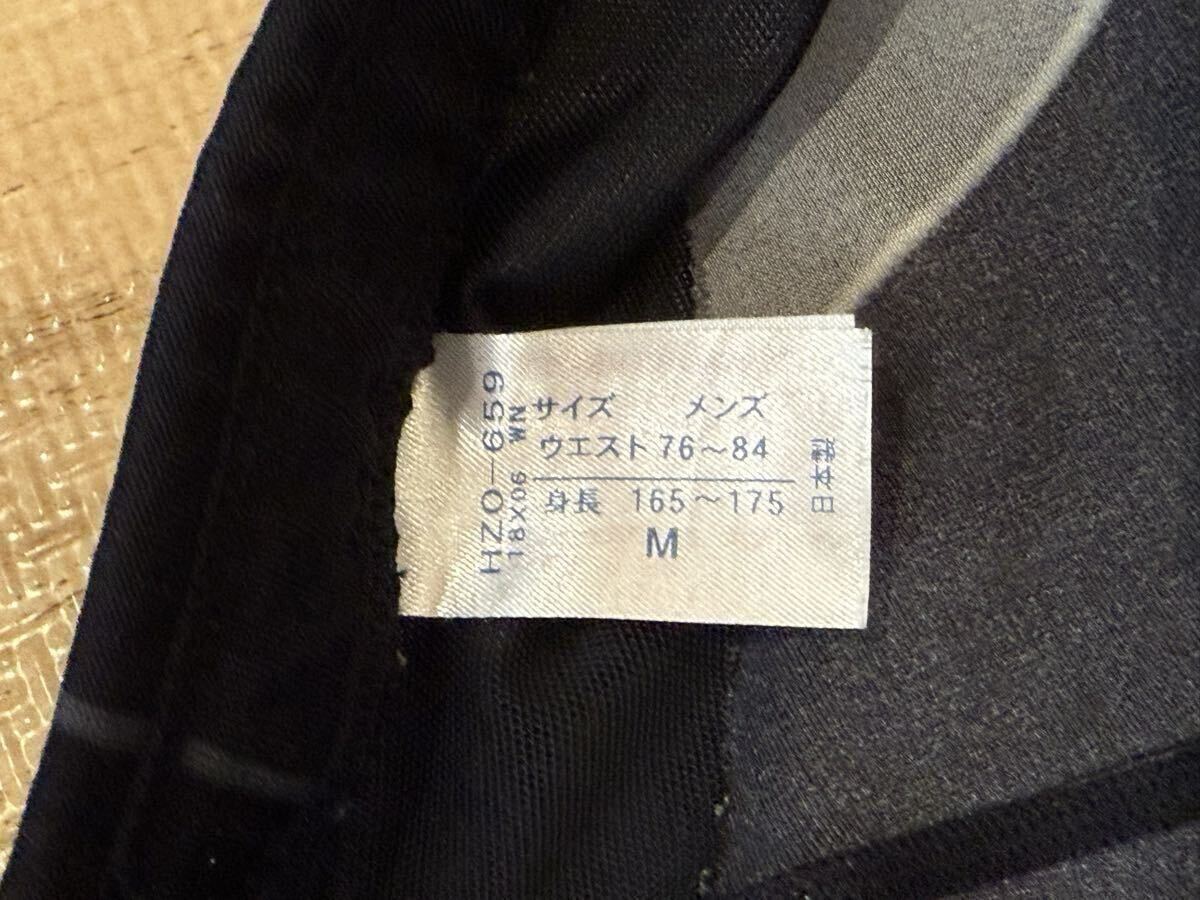 サイズ メンズ
ウエスト 76～84
身長 165～175
M
HZO-659
18X06 WN
日本製